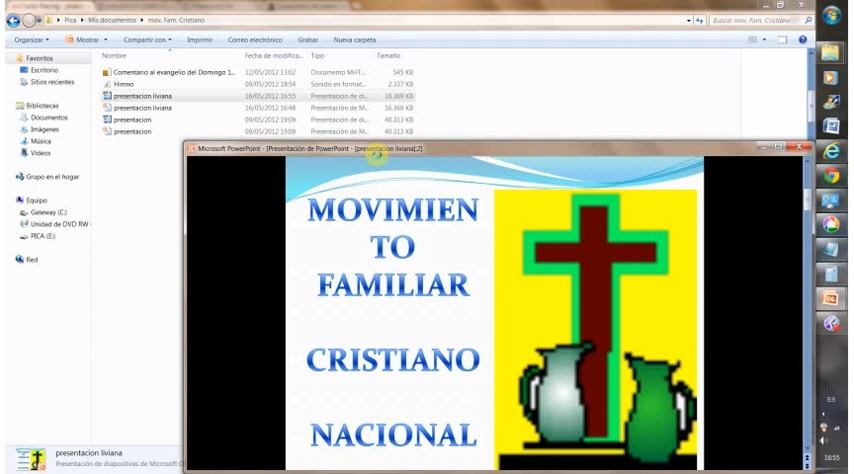 Pica ▸ Mis documentos ▸ mov. Fam. Cristiano
Buscar mov. Fam. Cristiano
Organizar Mostrar Compartir con Imprimir Correo electrónico Grabar Nueva carpeta
Nombre Fecha de modifica... Tipo Tamaño
Comentario al evangelio del Domingo 1... 12/05/2012 13:02 Documento MHT... 545 KB
Himno 09/05/2012 18:54 Sonido en format... 2.337 KB
presentacion liviana 16/05/2012 16:55 Presentación de di... 16.369 KB
presentacion liviana 16/05/2012 16:48 Presentación de M... 16.369 KB
presentacion 09/05/2012 19:09 Presentación de di... 40.313 KB
presentacion 09/05/2012 19:09 Presentación de M... 40.313 KB
Favoritos
Escritorio
Sitios recientes
Bibliotecas
Documentos
Imágenes
Música
Videos
Grupo en el hogar
Equipo
Gateway (C:)
Unidad de DVD RW
PICA (E:)
Red
Microsoft PowerPoint - [Presentación de PowerPoint - [presentacion liviana]:2]
MOVIMIEN
TO
FAMILIAR
CRISTIANO
NACIONAL
presentacion liviana
Presentación de diapositivas de Microsoft
ES
16:55